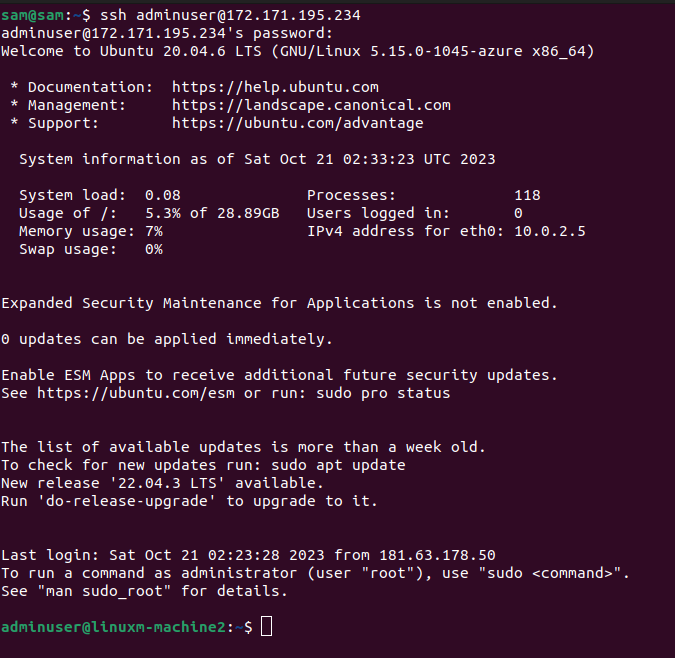 sam@sam:~$ ssh adminuser@172.171.195.234
adminuser@172.171.195.234's password:
Welcome to Ubuntu 20.04.6 LTS (GNU/Linux 5.15.0-1045-azure x86_64)
* Documentation:  https://help.ubuntu.com
* Management:     https://landscape.canonical.com
* Support:        https://ubuntu.com/advantage
System information as of Sat Oct 21 02:33:23 UTC 2023
System load:  0.08              Processes:             118
Usage of /:   5.3% of 28.89GB   Users logged in:       0
Memory usage: 7%                IPv4 address for eth0: 10.0.2.5
Swap usage:   0%
Expanded Security Maintenance for Applications is not enabled.
0 updates can be applied immediately.
Enable ESM Apps to receive additional future security updates.
See https://ubuntu.com/esm or run: sudo pro status
The list of available updates is more than a week old.
To check for new updates run: sudo apt update
New release '22.04.3 LTS' available.
Run 'do-release-upgrade' to upgrade to it.
Last login: Sat Oct 21 02:23:28 2023 from 181.63.178.50
To run a command as administrator (user "root"), use "sudo <command>".
See "man sudo_root" for details.
adminuser@linuxm-machine2:~$